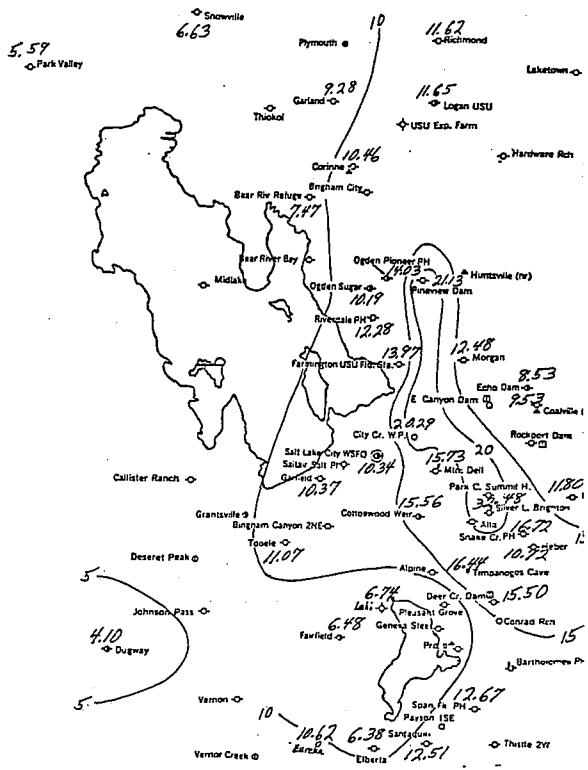 Snowville
6.63
10
Plymouth
11.62
Richmond
5.59
Park Valley
Laketown
9.28
Garland
11.65
Logan USU
Thiokol
USU Exp. Farm
Hardware Rch
10.46
Corinne
Brigham City
Bear Riv Refuge
7.47
Bear River Bay
Ogden Pioneer PH
14.03
21.13
Huntsville (nr)
Pineview Dam
Midlake
Ogden Sugar
10.19
Riverdale PH
12.28
12.48
Morgan
13.97
Farmington USU Fld. Sta.
8.53
Echo Dam
E Canyon Dam
9.53
Coalville
20.29
City Cr. W.P.
20
Rockport Dam
Salt Lake City WSFO
15.73
Mtn. Dell
Saltair Salt Pl
10.34
Callister Ranch
Garfield
10.37
Park C. Summit H.
11.80
Silver L. Brighton
Grantsville
15.56
Cottonwood Weir
Bingham Canyon 2NE
Alta
16.72
Snake Cr. PH
Tooele
11.07
10.92
Heber
Deseret Peak
16.44
Alpine
Timpanogos Cave
5
6.74
Lehi
Deer Cr. Dam
15.50
Johnson Pass
Pleasant Grove
6.48
Fairfield
Geneva Steel
Conrad Rch
15
4.10
Dugway
Bartholomew PH
5
Vernon
10
12.67
Span. Fk. PH
Payson 1SE
10.62
Eureka
6.38
Santaquin
12.51
Thistle 2W
Vernor Creek
Elberta